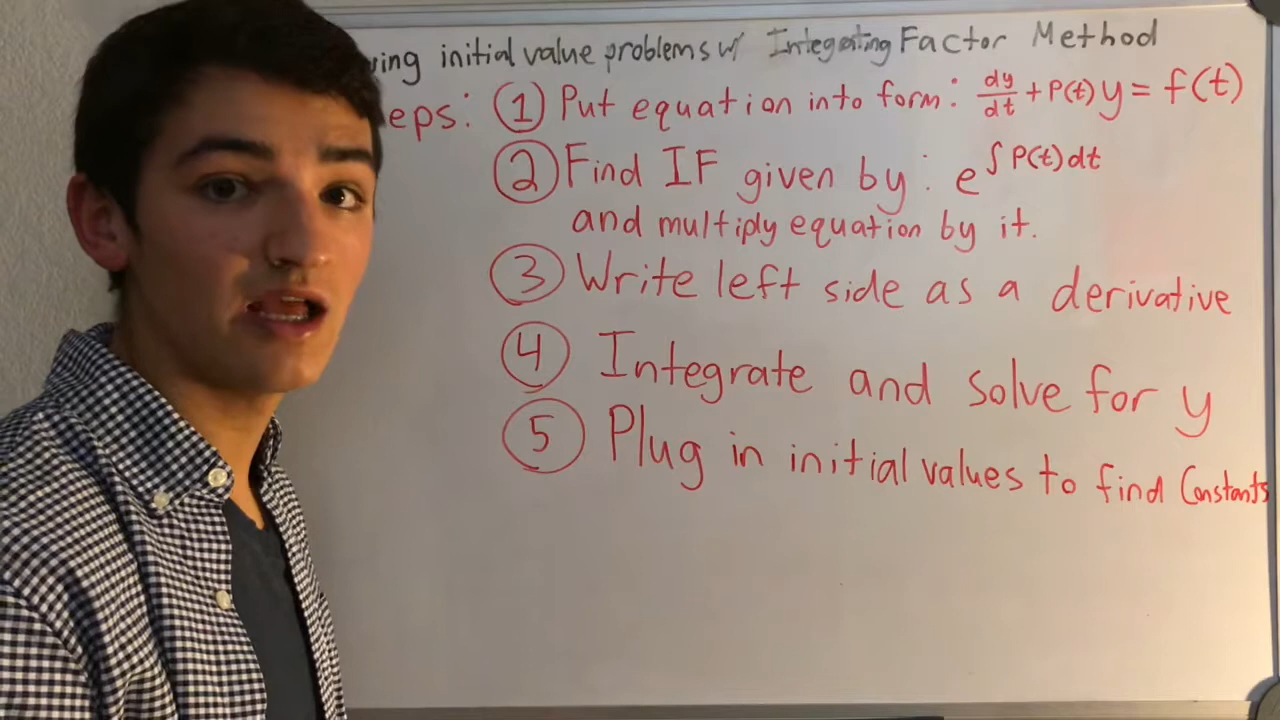 ving initial value problems w/ Integating Factor Method
eps: ① Put equation into form: dy/dt + P(t) y = f(t)
② Find IF given by: e^∫P(t)dt
and multiply equation by it.
③ Write left side as a derivative
④ Integrate and solve for y
⑤ Plug in initial values to find Constants